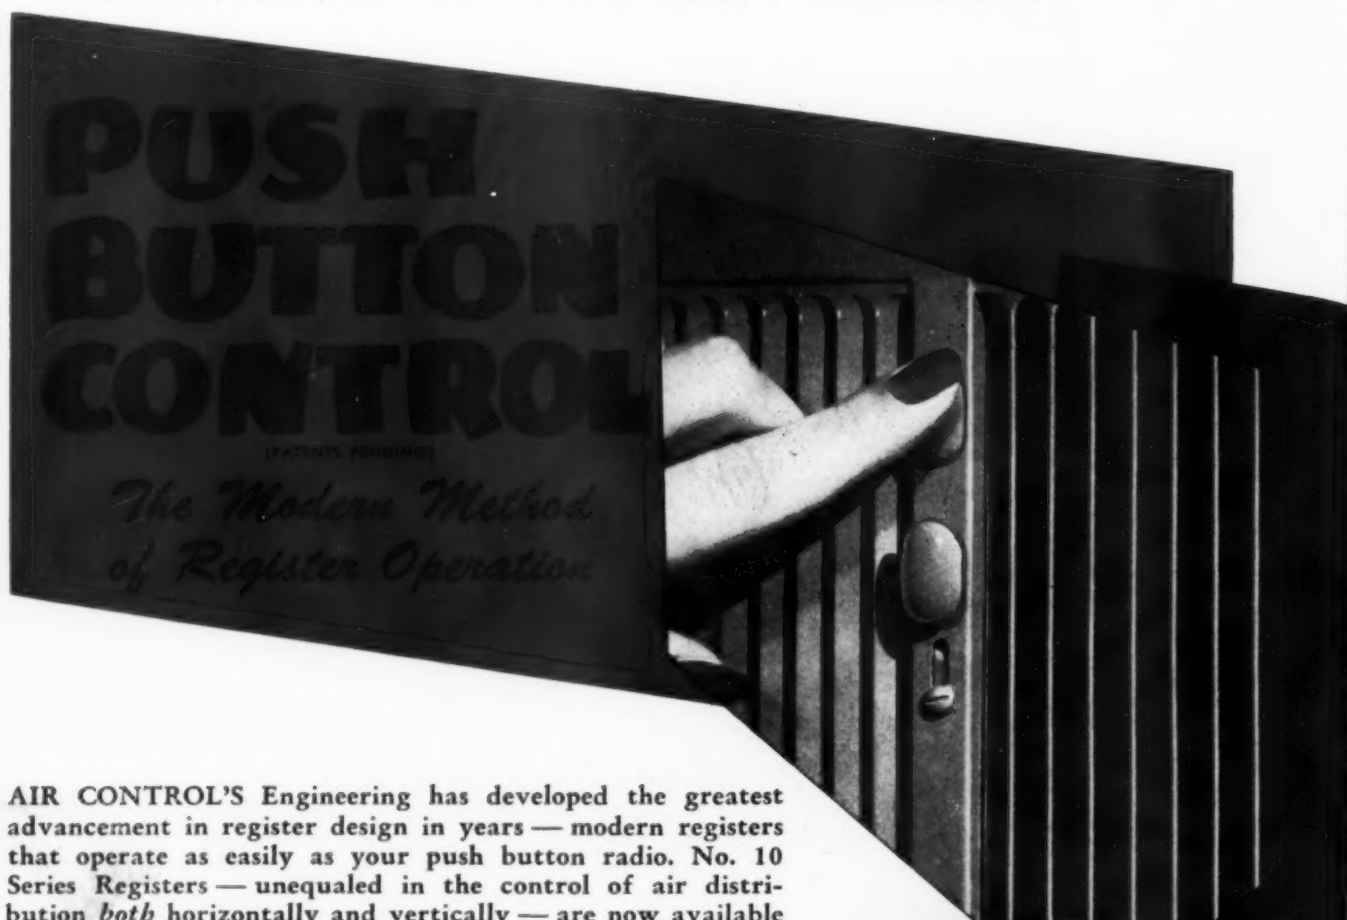 PUSH
BUTTON
CONTROL
(PATENTS PENDING)
The Modern Method
of Register Operation
AIR CONTROL'S Engineering has developed the greatest
advancement in register design in years — modern registers
that operate as easily as your push button radio. No. 10
Series Registers — unequaled in the control of air distri-
bution both horizontally and vertically — are now available